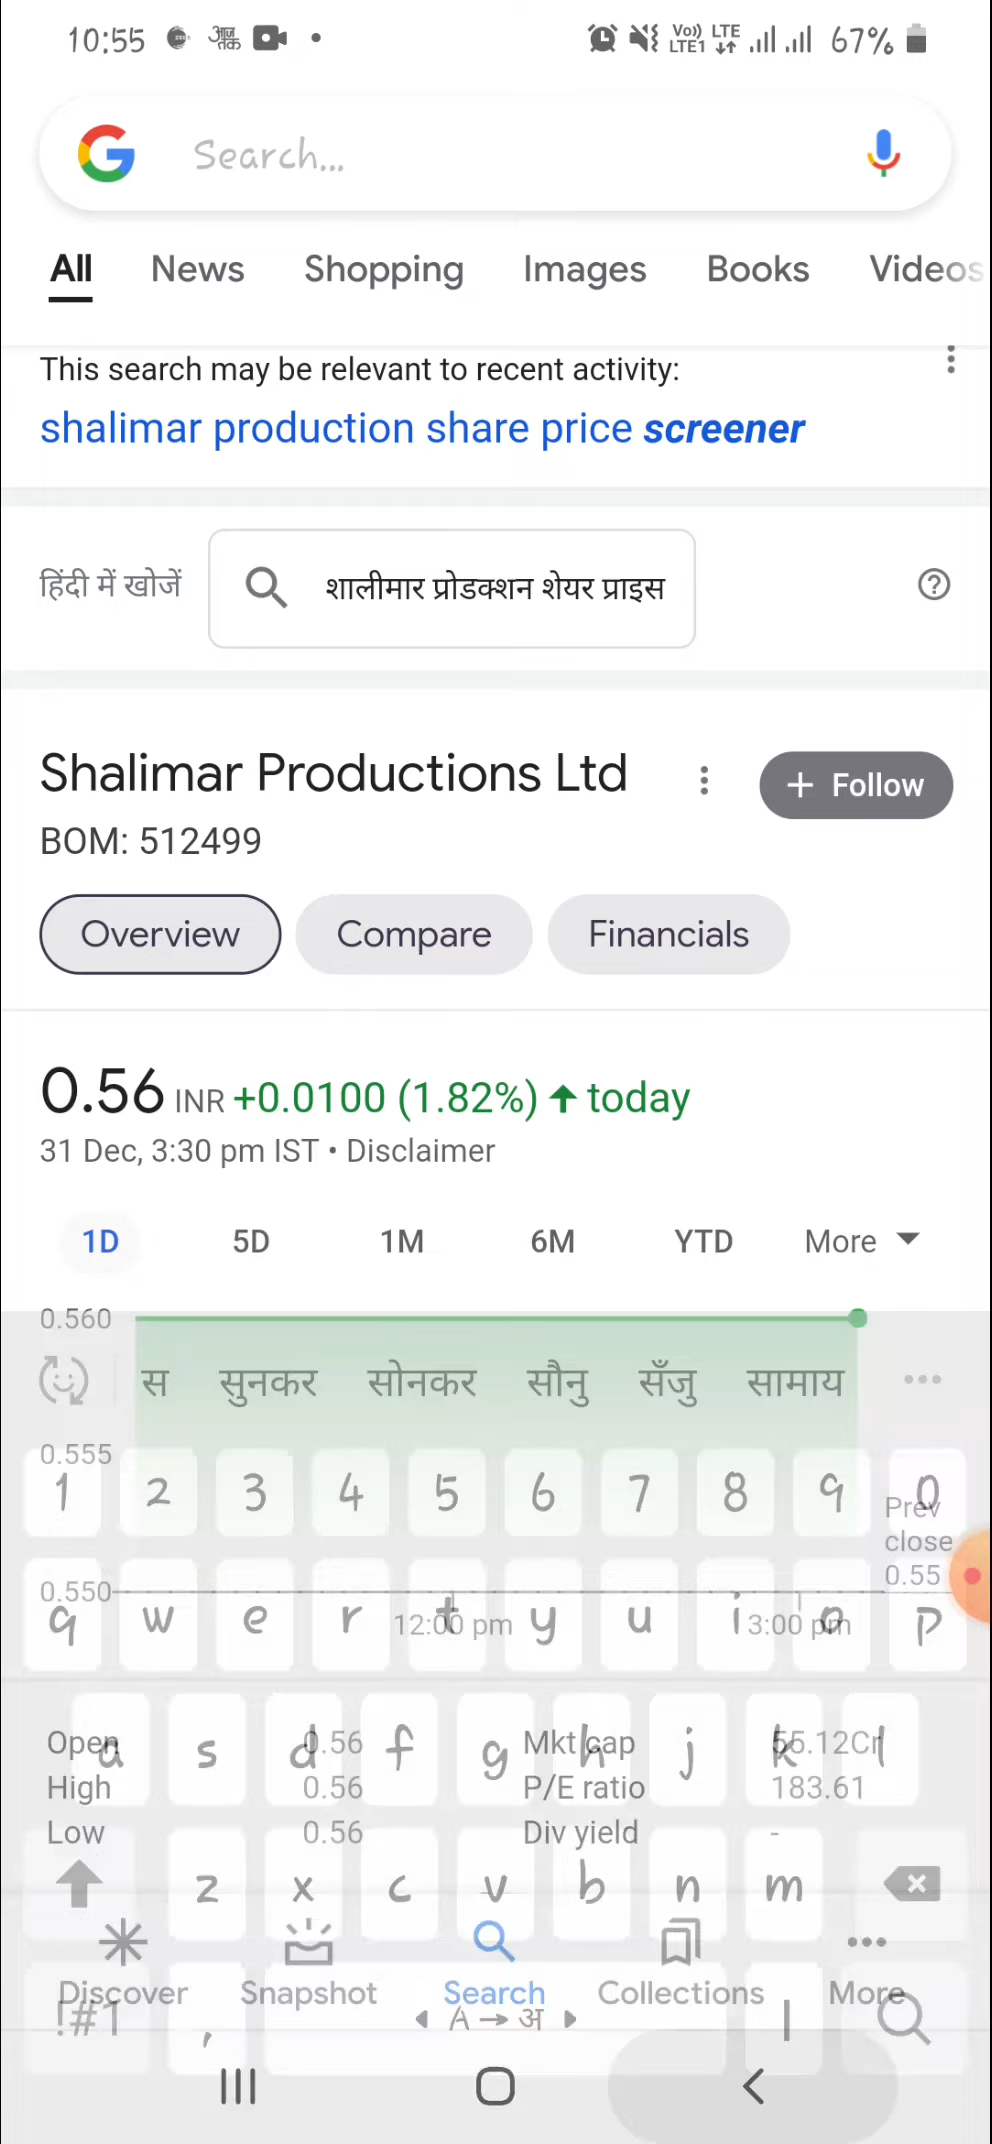 10:55 आज तक Vo)) LTE1 LTE 67%
Search...
All News Shopping Images Books Videos
This search may be relevant to recent activity:
shalimar production share price screener
हिंदी में खोजें शालीमार प्रोडक्शन शेयर प्राइस
Shalimar Productions Ltd
+ Follow
BOM: 512499
Overview Compare Financials
0.56 INR +0.0100 (1.82%) today
31 Dec, 3:30 pm IST • Disclaimer
1D 5D 1M 6M YTD More
0.560
स सुनकर सोनकर सौनु सँजु सामाय
0.555
1 2 3 4 5 6 7 8 9 0
Prev close 0.55
0.550
q w e r t y u i o p
12:00 pm 3:00 pm
a s d f g h j k l
Open 0.56 Mkt cap
High 0.56 P/E ratio 183.61
Low 0.56 Div yield -
z x c v b n m
Discover Snapshot Search Collections More
!#1 , A → अ